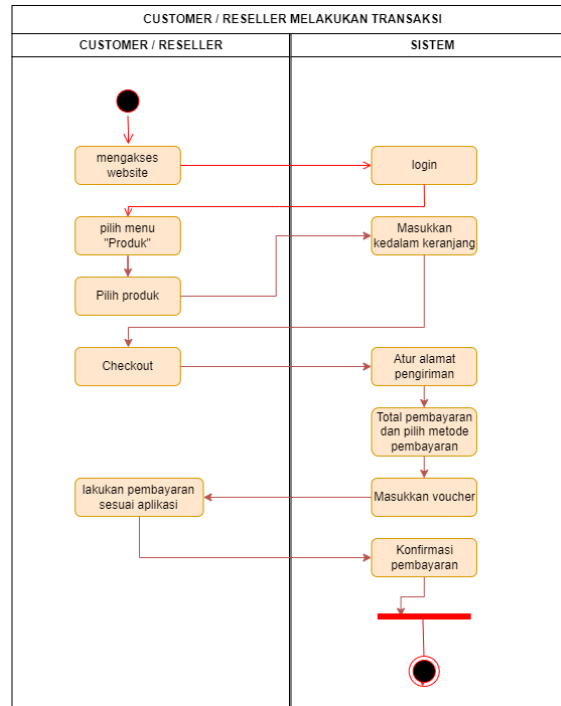 CUSTOMER / RESELLER MELAKUKAN TRANSAKSI
CUSTOMER / RESELLER
SISTEM
mengakses
website
login
pilih menu
"Produk"
Masukkan
kedalam keranjang
Pilih produk
Checkout
Atur alamat
pengiriman
Total pembayaran
dan pilih metode
pembayaran
lakukan pembayaran
sesuai aplikasi
Masukkan voucher
Konfirmasi
pembayaran